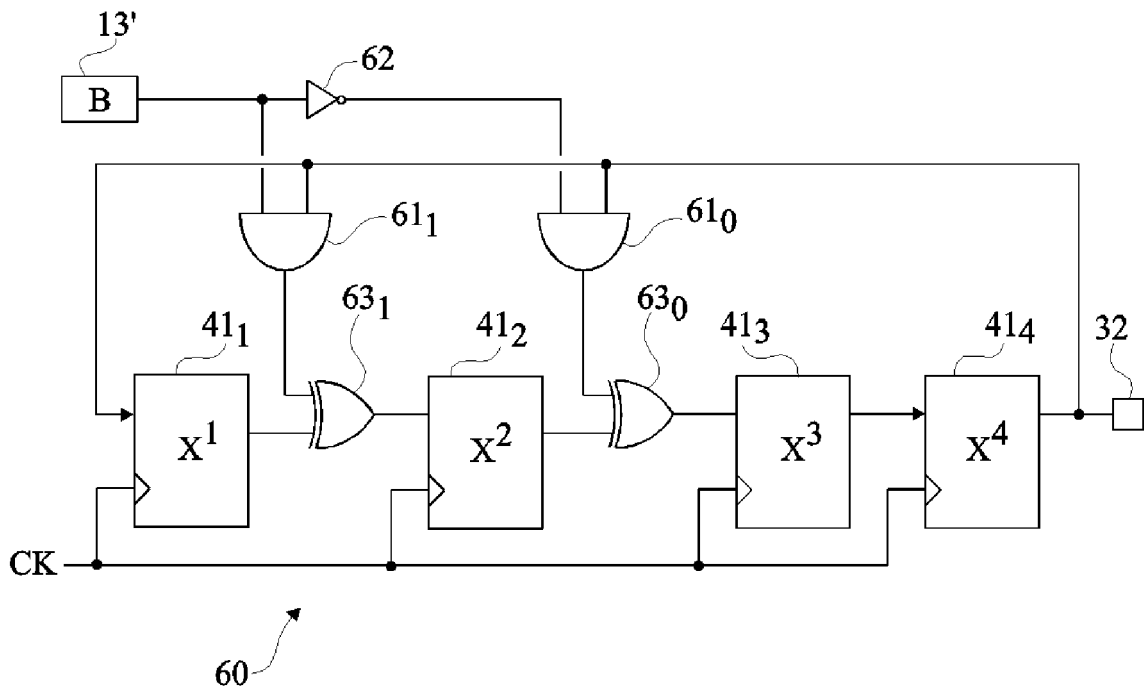 13'
62
B
61₁
61₀
63₁
63₀
41₁
41₂
41₃
41₄
32
X¹
X²
X³
X⁴
CK
60